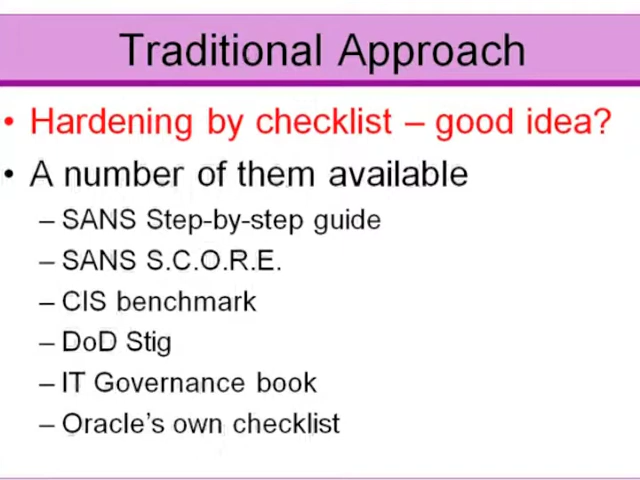 Traditional Approach
• Hardening by checklist – good idea?
• A number of them available
– SANS Step-by-step guide
– SANS S.C.O.R.E.
– CIS benchmark
– DoD Stig
– IT Governance book
– Oracle's own checklist